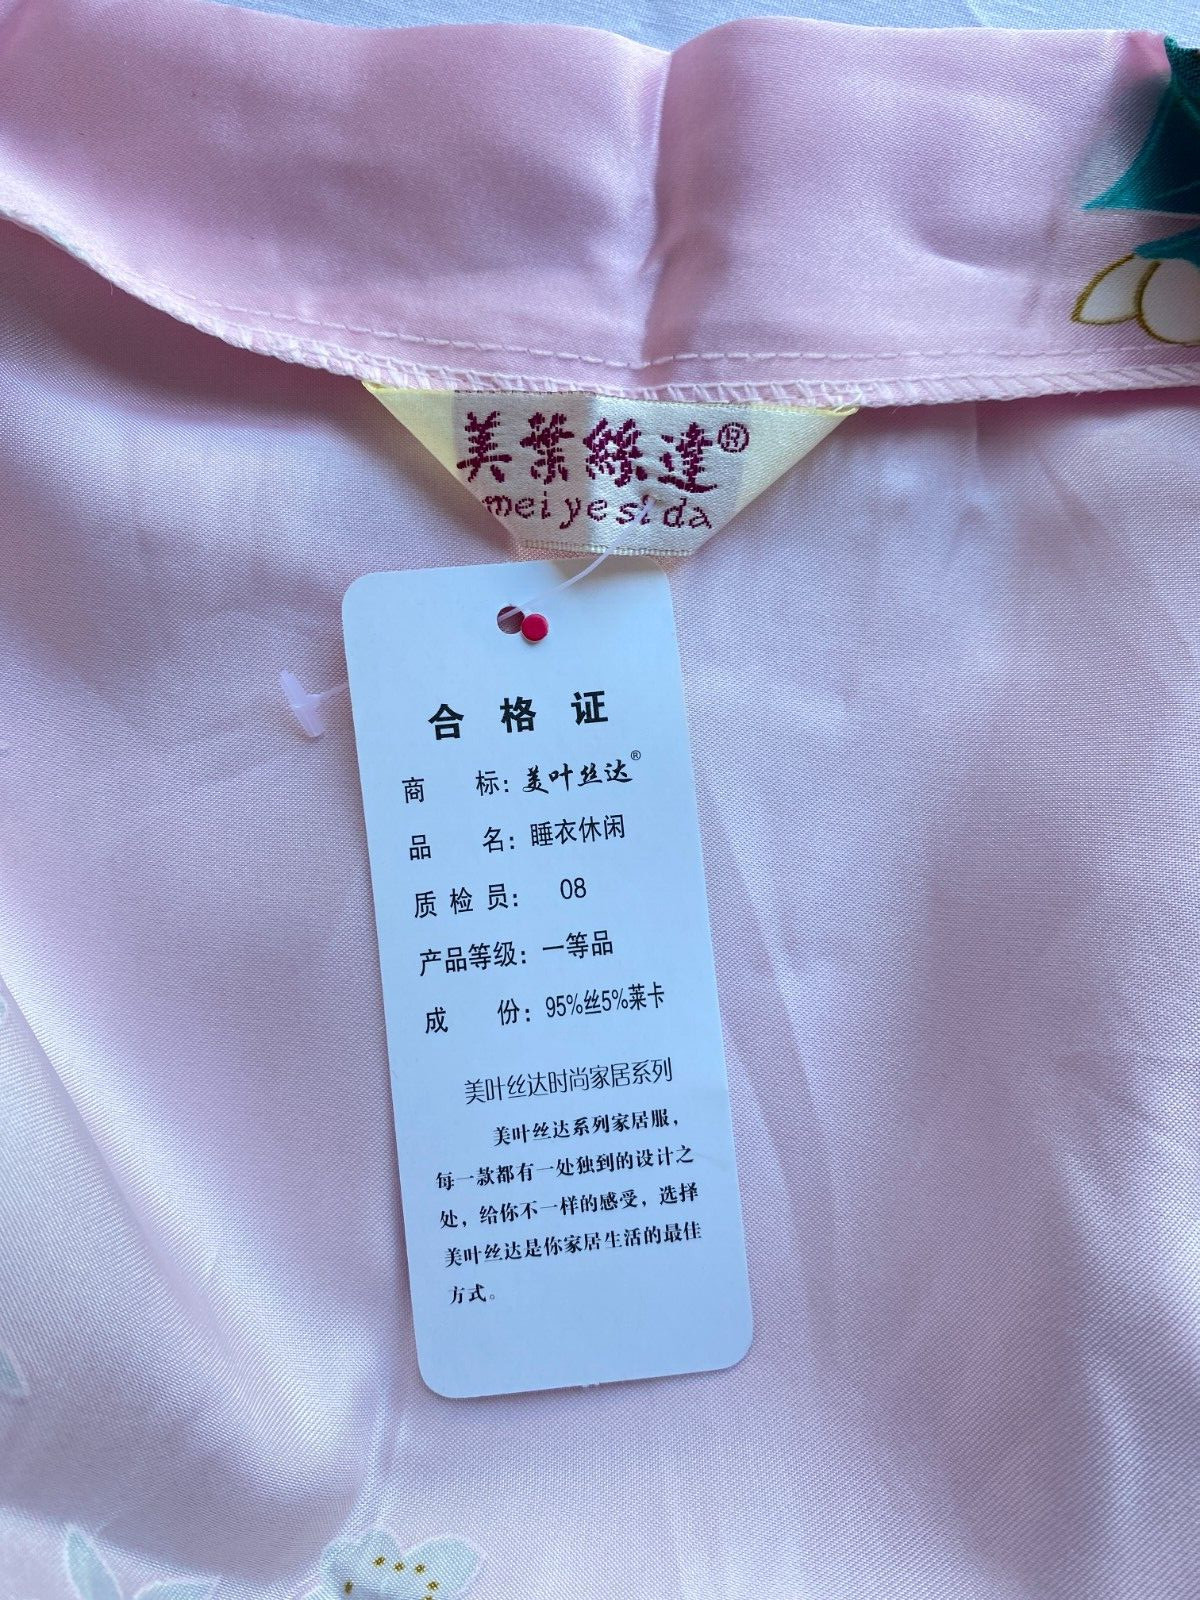 美葉絲達®
meiyesida
合格证
商标：美叶丝达®
品名：睡衣休闲
质检员：08
产品等级：一等品
成份：95%丝5%莱卡
美叶丝达时尚家居系列
美叶丝达系列家居服，
每一款都有一处独到的设计之
处，给你不一样的感受，选择
美叶丝达是你家居生活的最佳
方式。